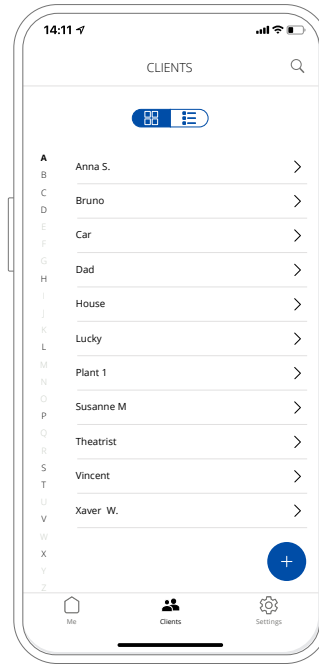 14:11
CLIENTS
A
B
C
D
E
F
G
H
I
J
K
L
M
N
O
P
Q
R
S
T
U
V
W
X
Y
Z
Anna S.
Bruno
Car
Dad
House
Lucky
Plant 1
Susanne M
Theatrist
Vincent
Xaver W.
+
Me
Clients
Settings